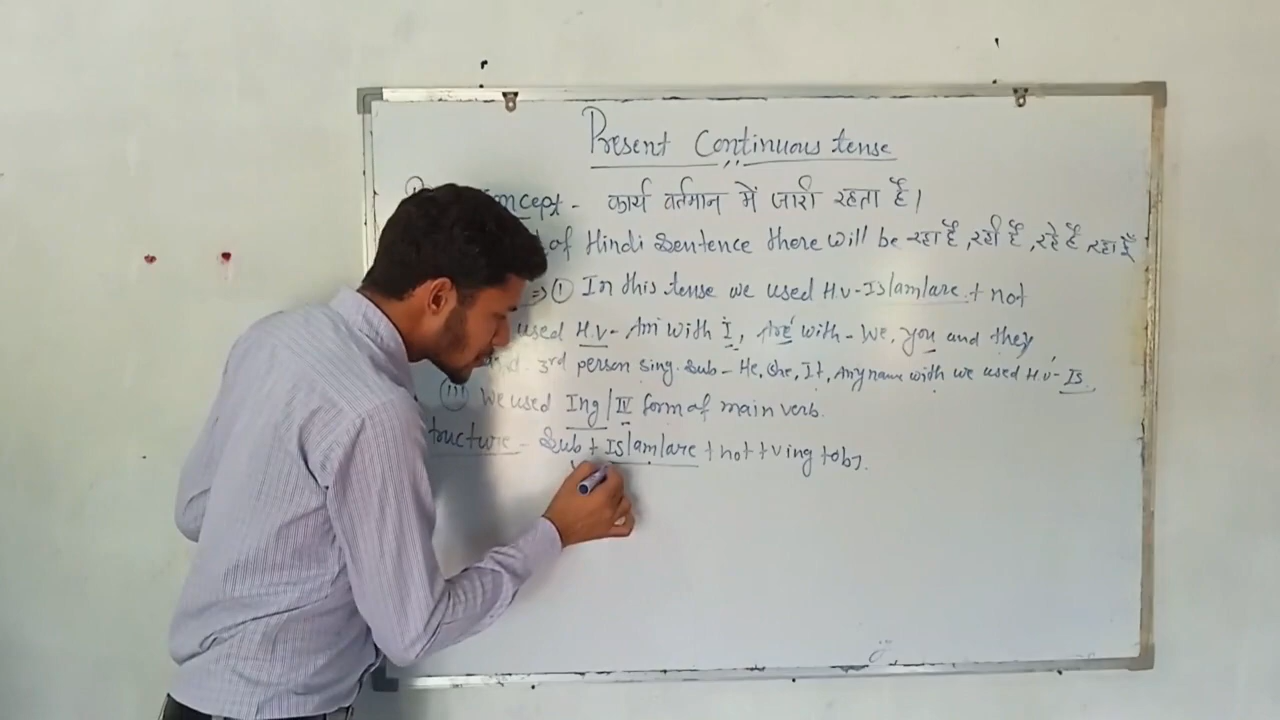 Present Continuous tense
concept - कार्य वर्तमान में जारी रहता है।
of Hindi Sentence there will be रहा है, रही है, रहे है रहा हूँ
=> (I) In this tense we used H.V - Is/am/are + not
used H.V - Am with I, Are with - We, you and they
3rd person sing. sub - He, She, It, Any name with we used H.V - Is.
(III) We used Ing/IV form of main verb.
tructure - Sub + Is/am/are + not + v ing + obj.